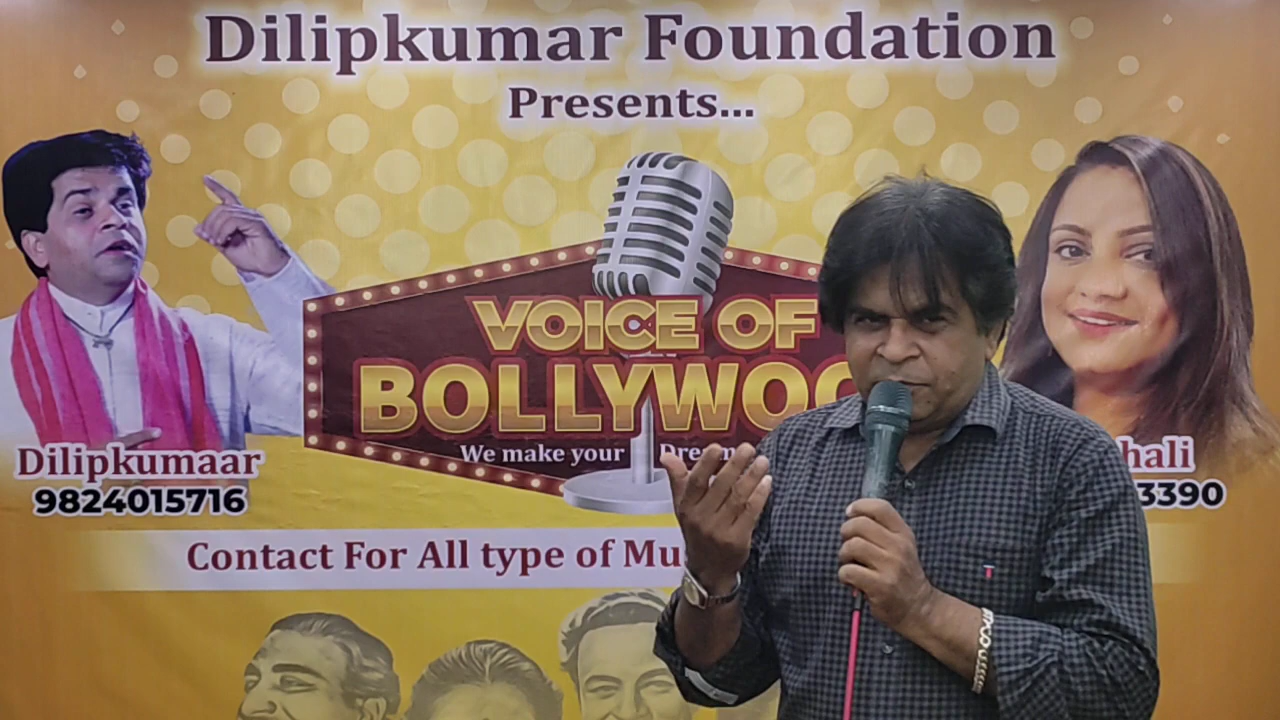 Dilipkumar Foundation
Presents...
VOICE OF
BOLLYWOO
We make your Dream
Dilipkumaar
9824015716
hali
3390
Contact For All type of Mu